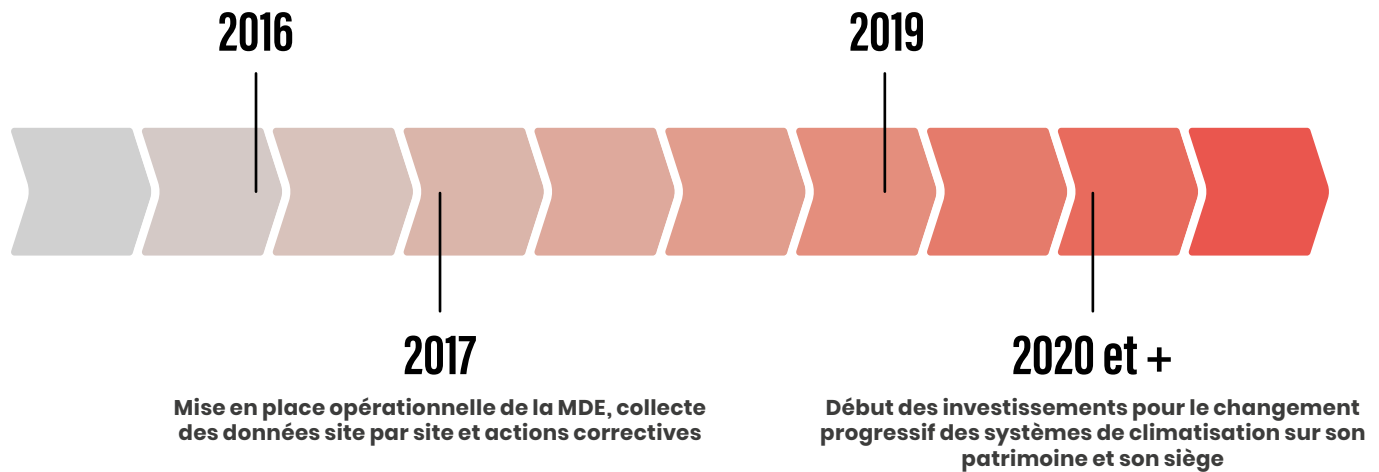 2016
2019
2017
Mise en place opérationnelle de la MDE, collecte
des données site par site et actions correctives
2020 et +
Début des investissements pour le changement
progressif des systèmes de climatisation sur son
patrimoine et son siège